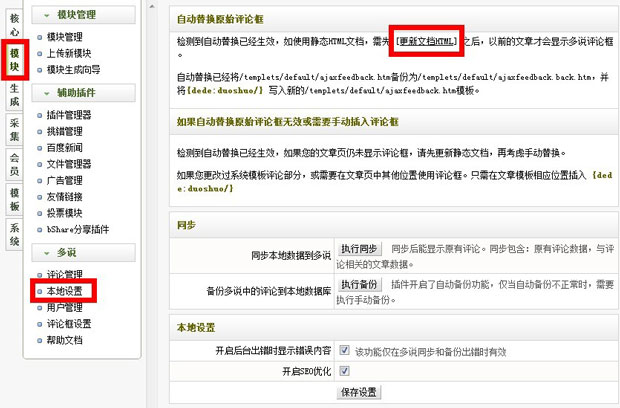 核心
模块
生成
采集
会员
模板
系统
模块管理
模块管理
上传新模块
模块生成向导
辅助插件
插件管理器
挑错管理
百度新闻
文件管理器
广告管理
友情链接
投票模块
bShare分享插件
多说
评论管理
本地设置
用户管理
评论框设置
帮助文档
自动替换原始评论框
检测到自动替换已经生效，如使用静态HTML文档，需先 [更新文档HTML] 之后，以前的文章才会显示多说评论框
。
自动替换已经将/templets/default/ajaxfeedback.htm备份为/templets/default/ajaxfeedback.back.htm，并
将{dede:duoshuo/} 写入新的/templets/default/ajaxfeedback.htm模板。
如果自动替换原始评论框无效或需要手动插入评论框
检测到自动替换已经生效，如果您的文章页仍未显示评论框，请先更新静态文档，再考虑手动替换。
如果您更改过系统模板评论部分，或需要在文章页中其他位置使用评论框。只需在文章模板相应位置插入 {ded
e:duoshuo/}
同步
同步本地数据到多说 执行同步 同步后能显示原有评论。同步包含：原有评论数据，与评
论相关的文章数据。
备份多说中的评论到本地数据库 执行备份 插件开启了自动备份功能，仅当自动备份不正常时，需要
执行手动备份。
本地设置
开启后台出错时显示错误内容 该功能仅在多说同步和备份出错时有效
开启SEO优化
保存设置